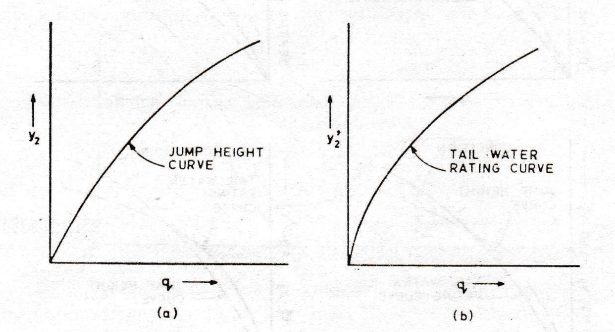 y2
JUMP HEIGHT
CURVE
q
(a)
y2'
TAIL WATER
RATING CURVE
q
(b)